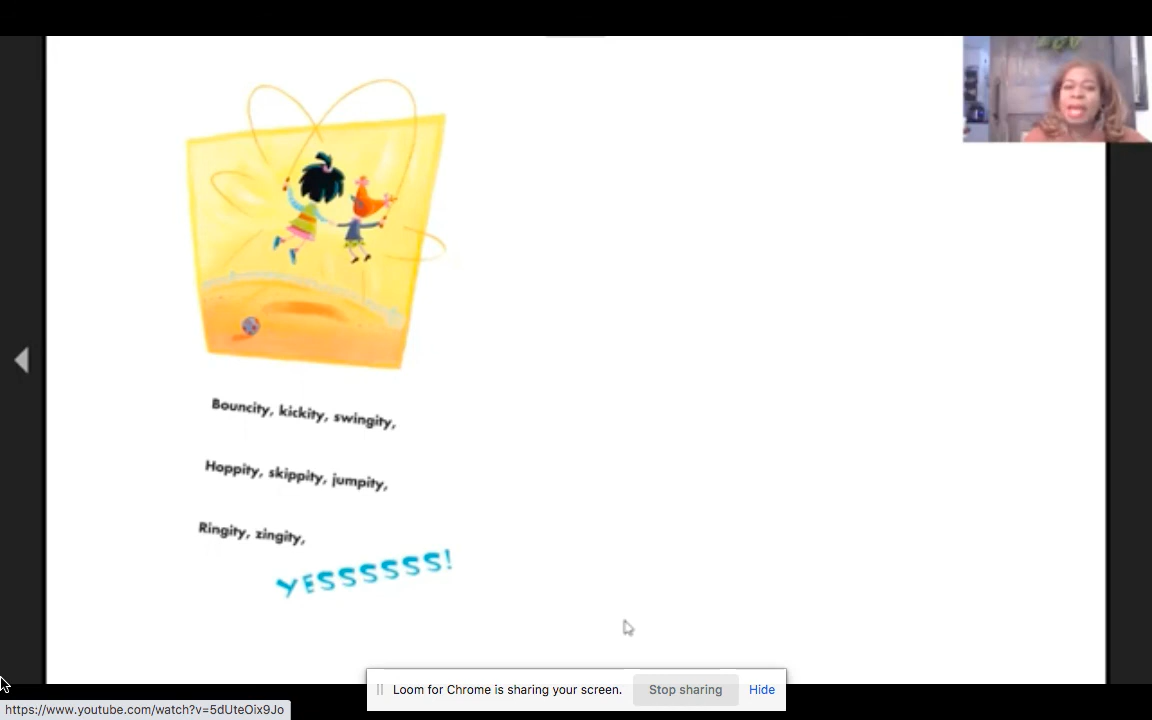 Bouncity, kickity, swingity,
Hoppity, skippity, jumpity,
Ringity, zingity,
YESSSSSS!
Loom for Chrome is sharing your screen.
Stop sharing
Hide
https://www.youtube.com/watch?v=5dUteOix9Jo